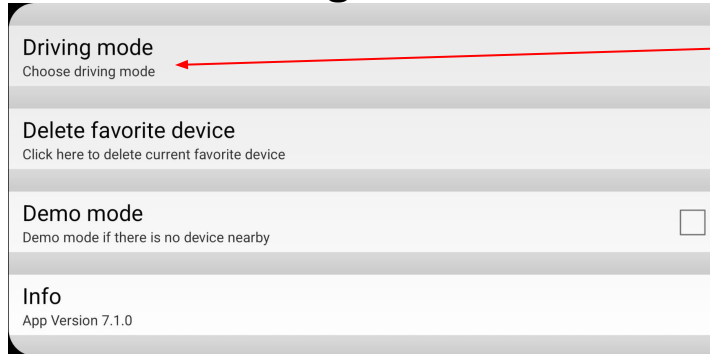 Driving mode
Choose driving mode
Delete favorite device
Click here to delete current favorite device
Demo mode
Demo mode if there is no device nearby
Info
App Version 7.1.0